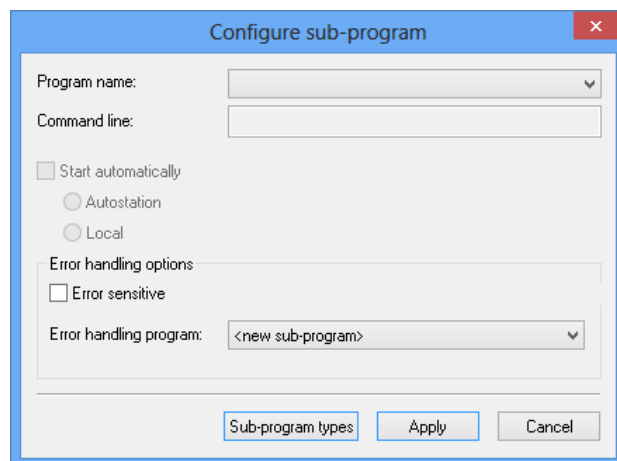 Configure sub-program
Program name:
Command line:
Start automatically
Autostation
Local
Error handling options
Error sensitive
Error handling program: <new sub-program>
Sub-program types Apply Cancel